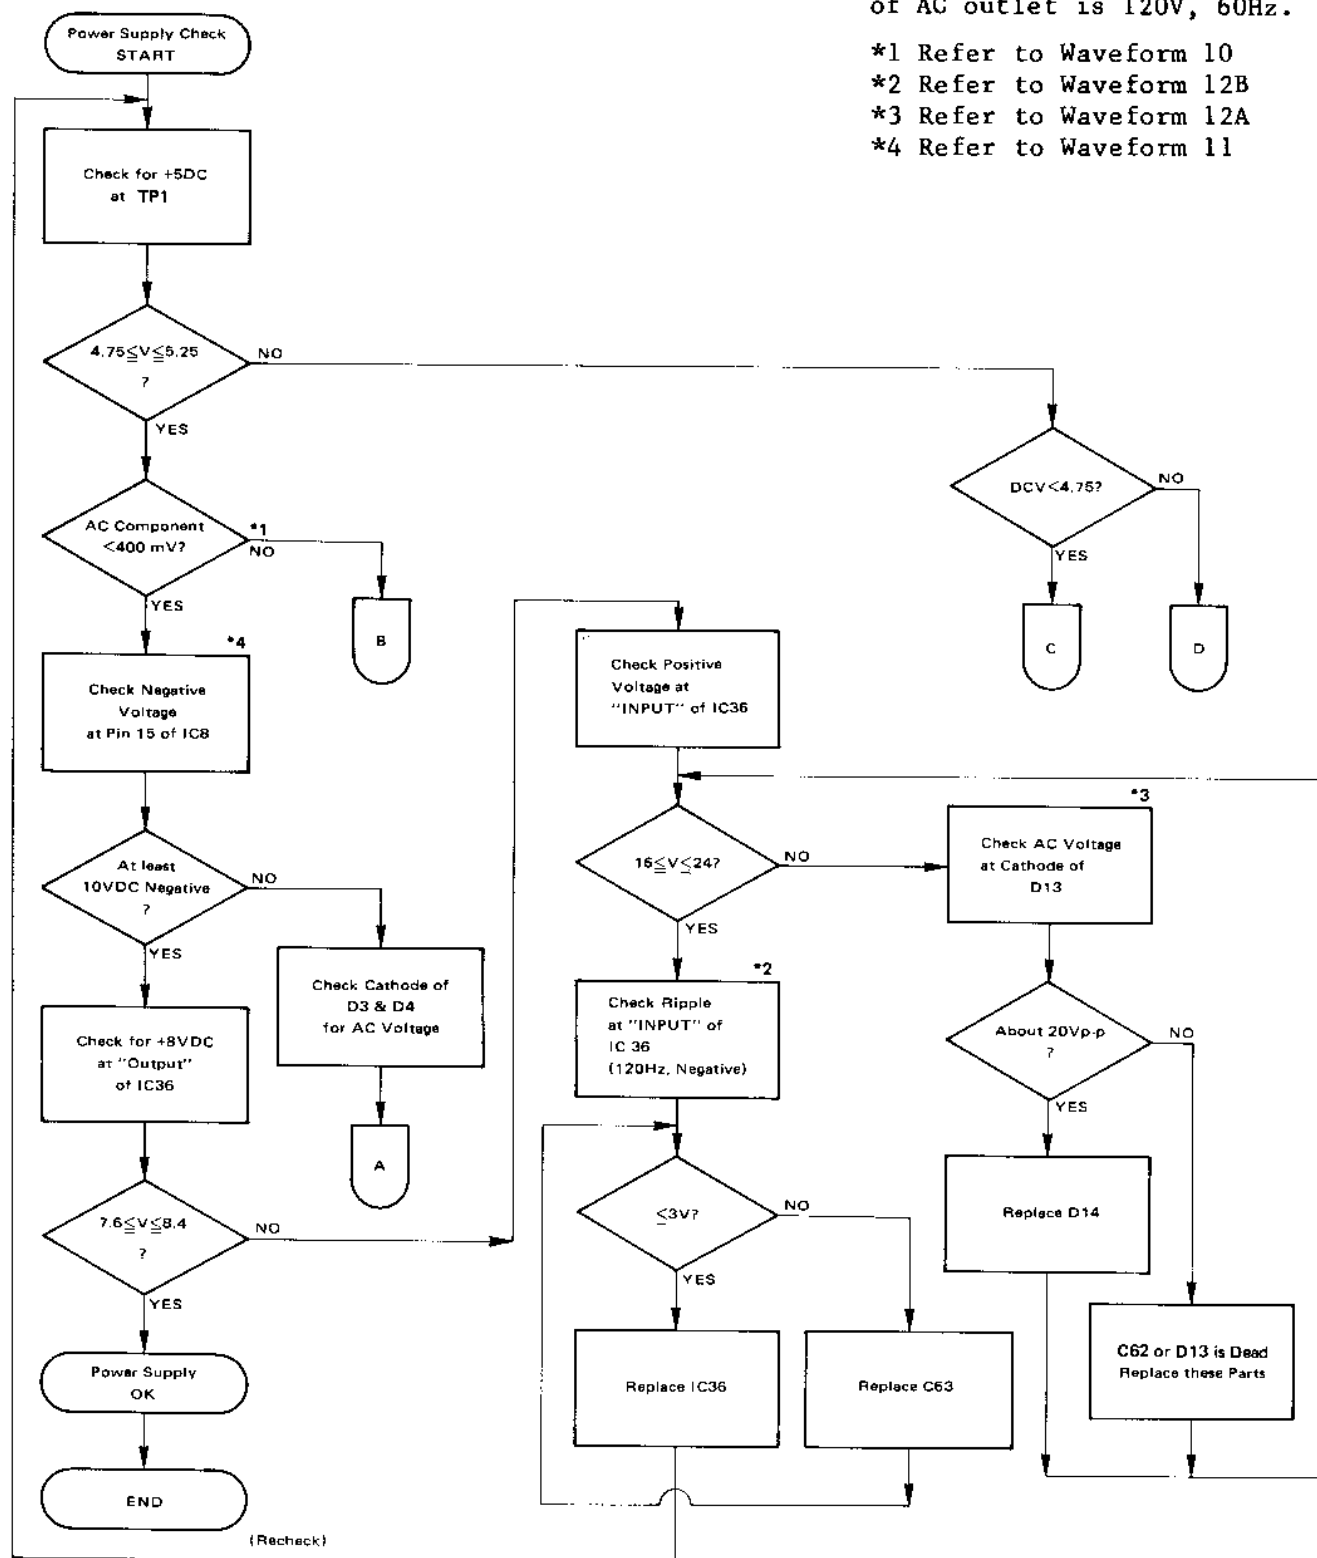 of AC outlet is 120V, 60Hz.
*1 Refer to Waveform 10
*2 Refer to Waveform 12B
*3 Refer to Waveform 12A
*4 Refer to Waveform 11
Power Supply Check
START
Check for +5DC
at TP1
4.75≦V≦5.25
?
NO
YES
DCV<4.75?
NO
YES
C
D
AC Component
<400 mV?
*1
NO
YES
B
*4
Check Negative
Voltage
at Pin 15 of IC8
At least
10VDC Negative
?
NO
YES
Check Cathode of
D3 & D4
for AC Voltage
A
Check for +8VDC
at "Output"
of IC36
7.6≦V≦8.4
?
NO
YES
Power Supply
OK
END
(Recheck)
Check Positive
Voltage at
"INPUT" of IC36
16≦V≦24?
NO
YES
*3
Check AC Voltage
at Cathode of
D13
*2
Check Ripple
at "INPUT" of
IC 36
(120Hz, Negative)
About 20Vp-p
?
NO
YES
≦3V?
NO
YES
Replace D14
C62 or D13 is Dead
Replace these Parts
Replace IC36
Replace C63